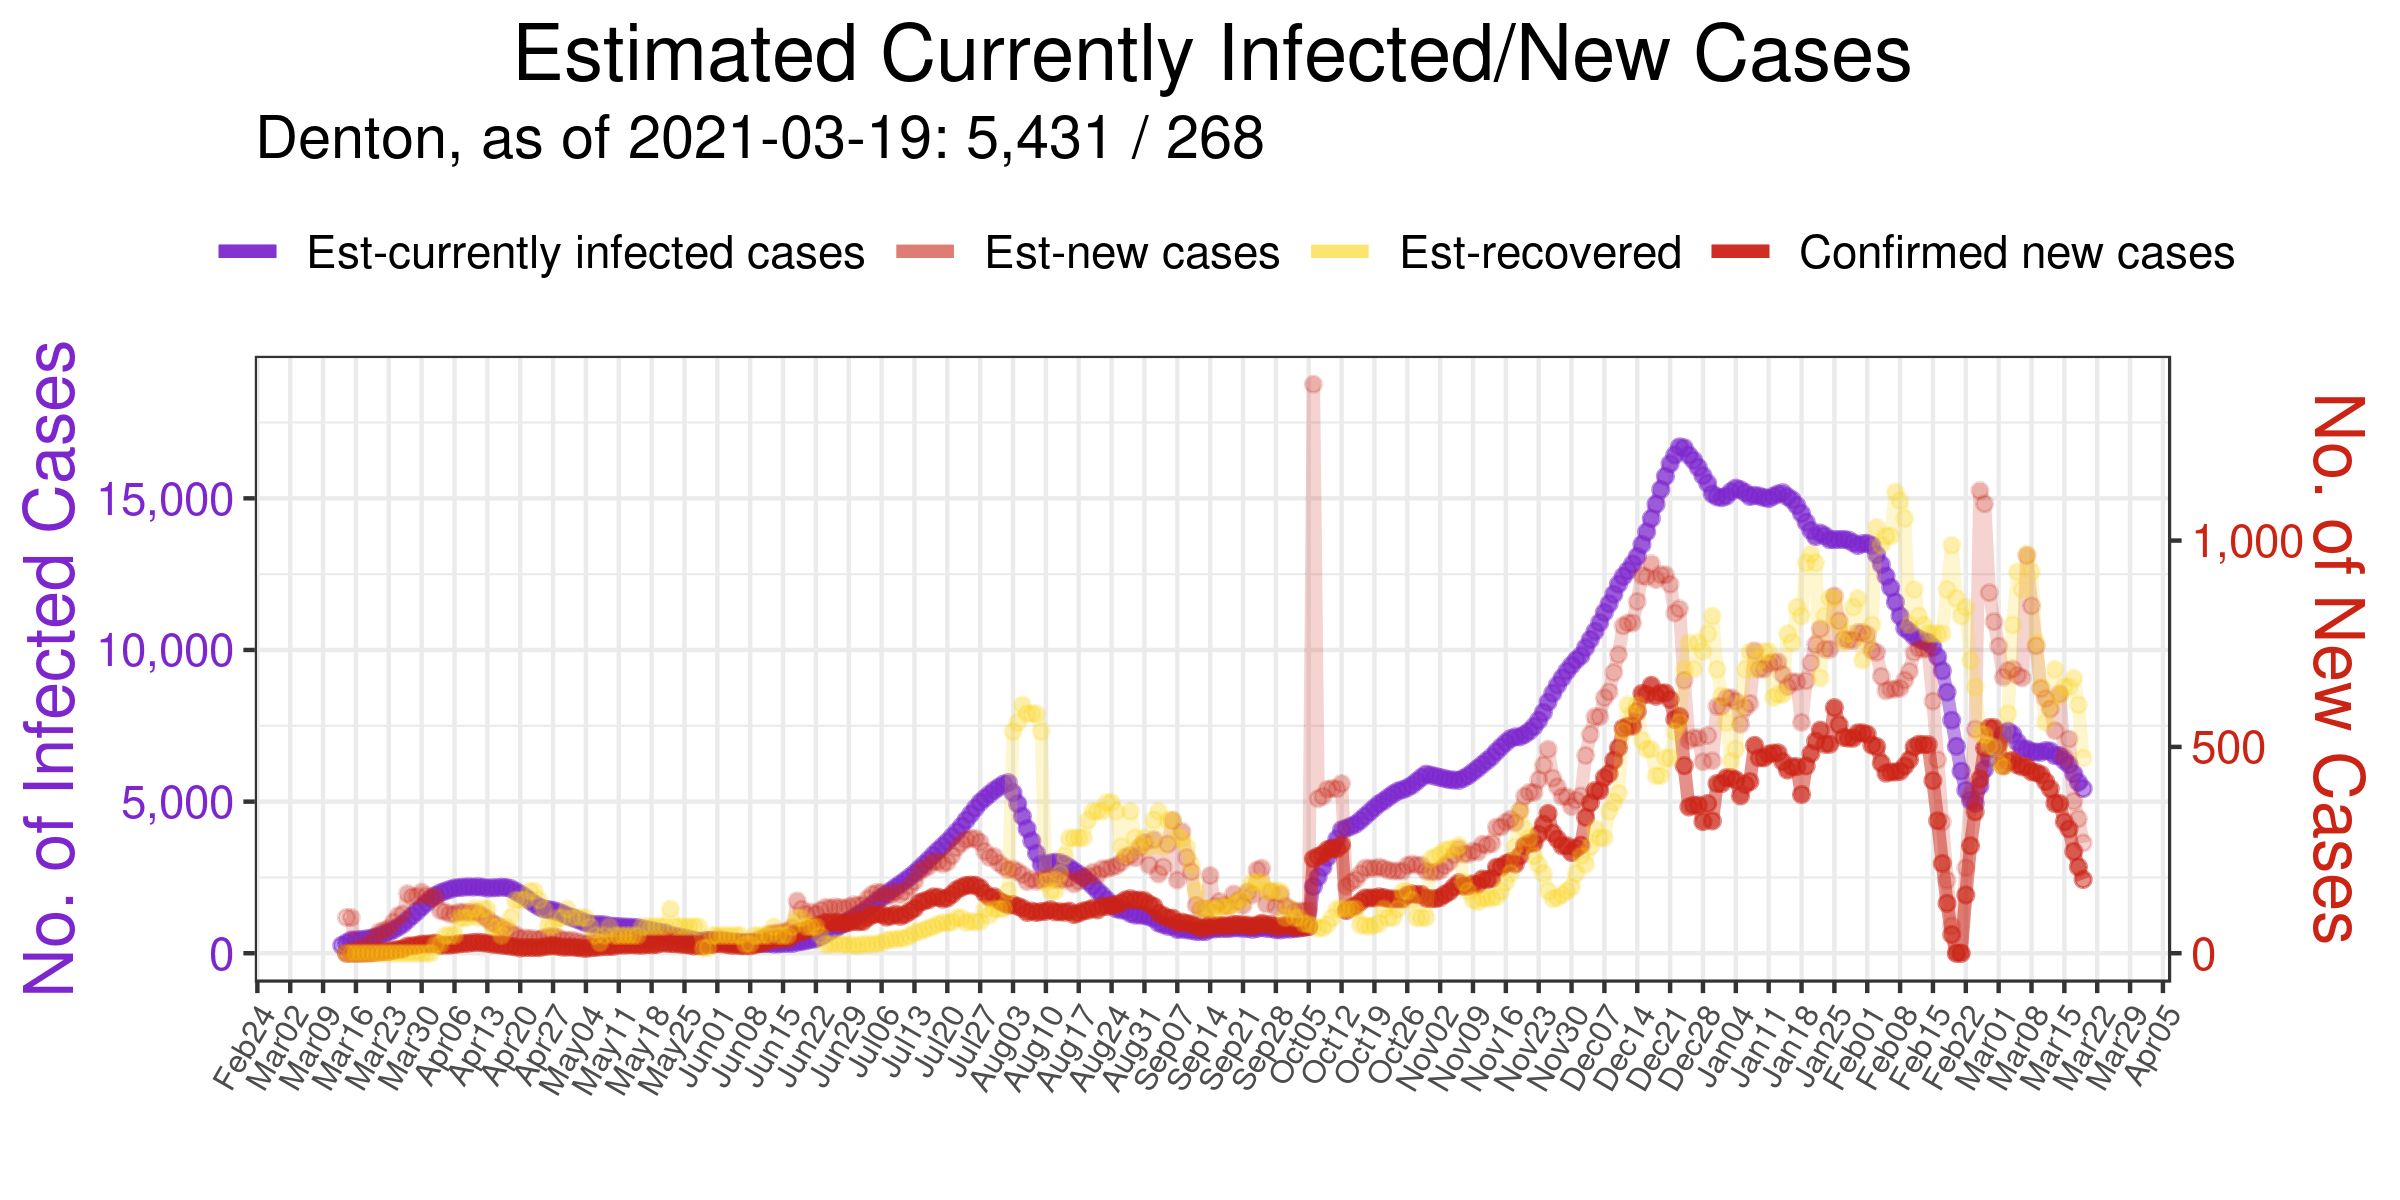 Estimated Currently Infected/New Cases
Denton, as of 2021-03-19: 5,431 / 268
Est-currently infected cases Est-new cases Est-recovered Confirmed new cases
No. of Infected Cases
15,000
10,000
5,000
0
1,000
500
0
No. of New Cases
Feb24 Mar02 Mar09 Mar16 Mar23 Mar30 Apr06 Apr13 Apr20 Apr27 May04 May11 May18 May25 Jun01 Jun08 Jun15 Jun22 Jun29 Jul06 Jul13 Jul20 Jul27 Aug03 Aug10 Aug17 Aug24 Aug31 Sep07 Sep14 Sep21 Sep28 Oct05 Oct12 Oct19 Oct26 Nov02 Nov09 Nov16 Nov23 Nov30 Dec07 Dec14 Dec21 Dec28 Jan04 Jan11 Jan18 Jan25 Feb01 Feb08 Feb15 Feb22 Mar01 Mar08 Mar15 Mar22 Mar29 Apr05